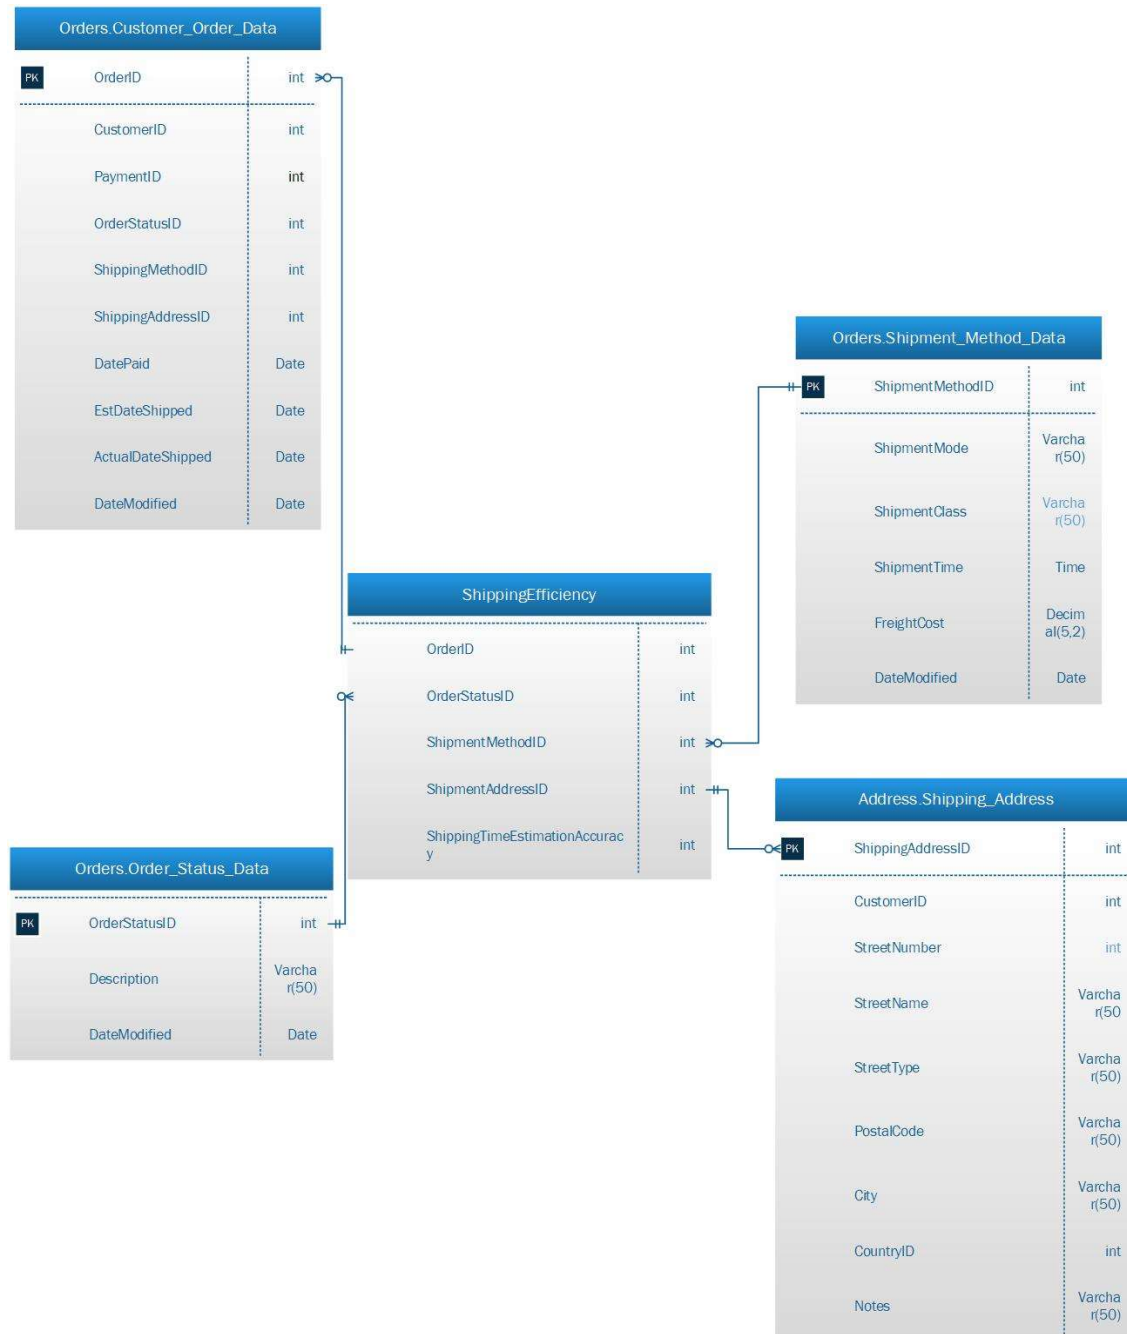 Orders.Customer_Order_Data
PK OrderID int
CustomerID int
PaymentID int
OrderStatusID int
ShippingMethodID int
ShippingAddressID int
DatePaid Date
EstDateShipped Date
ActualDateShipped Date
DateModified Date
Orders.Shipment_Method_Data
PK ShipmentMethodID int
ShipmentMode Varcha
r(50)
ShipmentClass Varcha
r(50)
ShipmentTime Time
FreightCost Decim
al(5,2)
DateModified Date
ShippingEfficiency
OrderID int
OrderStatusID int
ShipmentMethodID int
ShipmentAddressID int
ShippingTimeEstimationAccurac
y int
Orders.Order_Status_Data
PK OrderStatusID int
Description Varcha
r(50)
DateModified Date
Address.Shipping_Address
PK ShippingAddressID int
CustomerID int
StreetNumber int
StreetName Varcha
r(50
StreetType Varcha
r(50)
PostalCode Varcha
r(50)
City Varcha
r(50)
CountryID int
Notes Varcha
r(50)